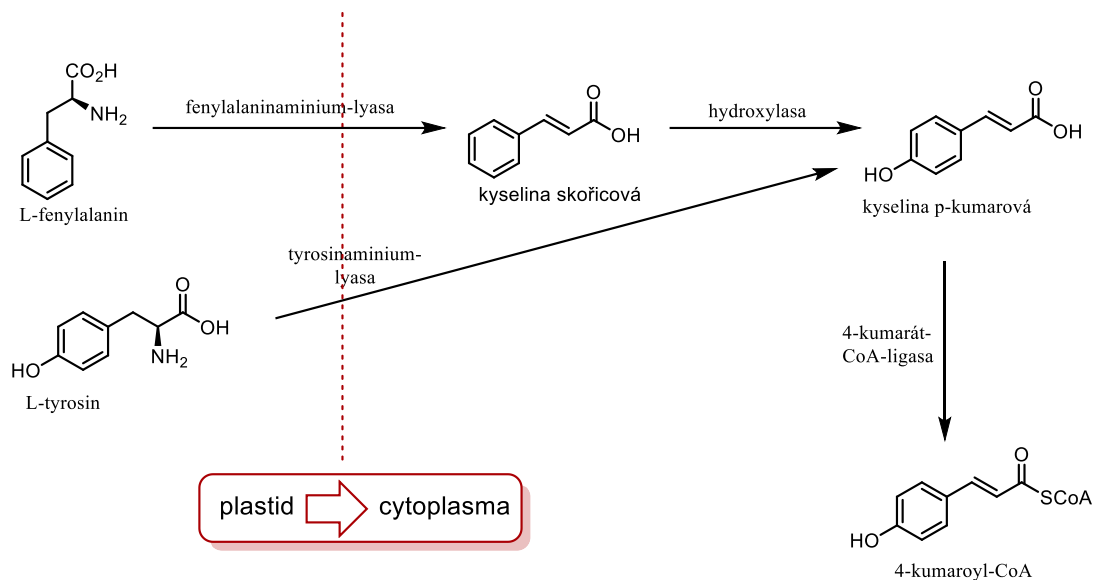 CO₂H
NH₂
L-fenylalanin
fenylalaninaminium-lyasa
O
OH
kyselina skořicová
hydroxylasa
O
OH
HO
kyselina p-kumarová
tyrosinaminium-
lyasa
O
OH
NH₂
HO
L-tyrosin
4-kumarát-
CoA-ligasa
plastid
cytoplasma
O
SCoA
HO
4-kumaroyl-CoA